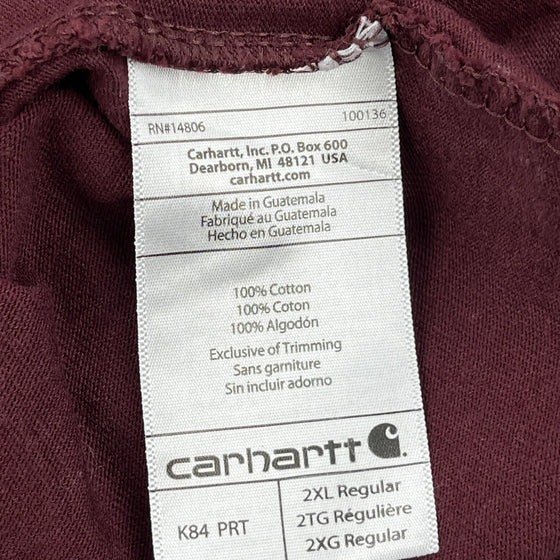 RN#14806 100136
Carhartt, Inc. P.O. Box 600
Dearborn, MI 48121 USA
carhartt.com
Made in Guatemala
Fabriqué au Guatemala
Hecho en Guatemala
100% Cotton
100% Coton
100% Algodón
Exclusive of Trimming
Sans garniture
Sin incluir adorno
carhartt
K84 PRT
2XL Regular
2TG Régulière
2XG Regular